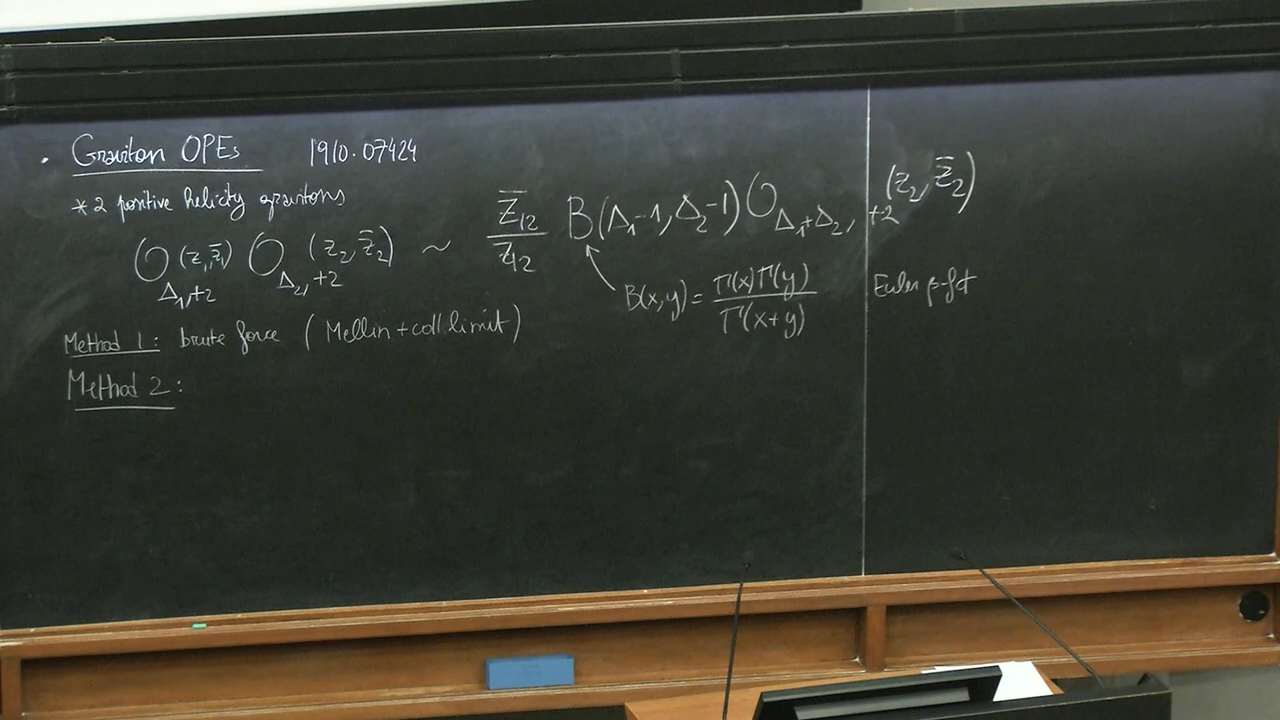 · Graviton OPEs 1910.07424
* 2 positive helicity gravitons
O_{Δ₁,+2} (z₁, z̄₁) O_{Δ₂,+2} (z₂, z̄₂) ~ z̄₁₂/z₁₂ B(Δ₁-1, Δ₂-1) O_{Δ₁+Δ₂,+2} (z₂, z̄₂)
B(x,y) = Γ(x)Γ(y)/Γ(x+y) Euler β-fct
Method 1: brute force (Mellin + coll. limit)
Method 2: